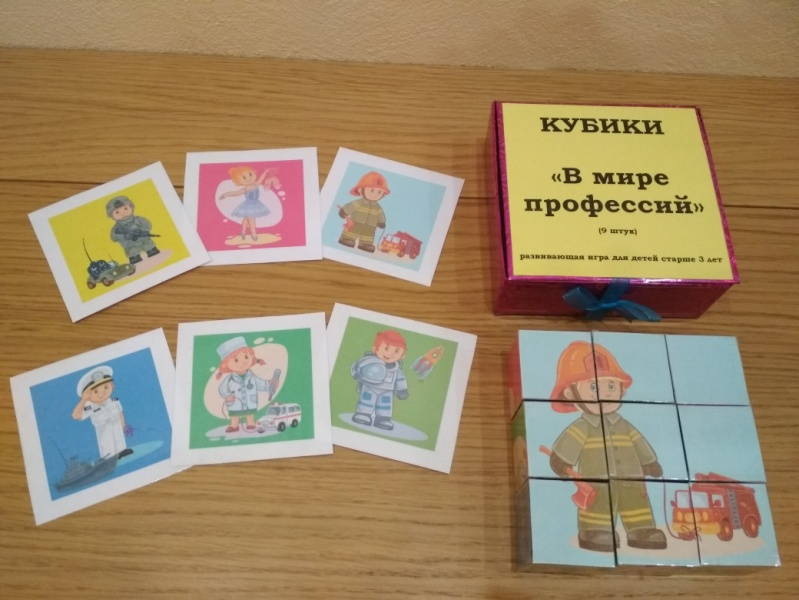 КУБИКИ
«В мире
профессий»
(9 штук)
развивающая игра для детей старше 3 лет